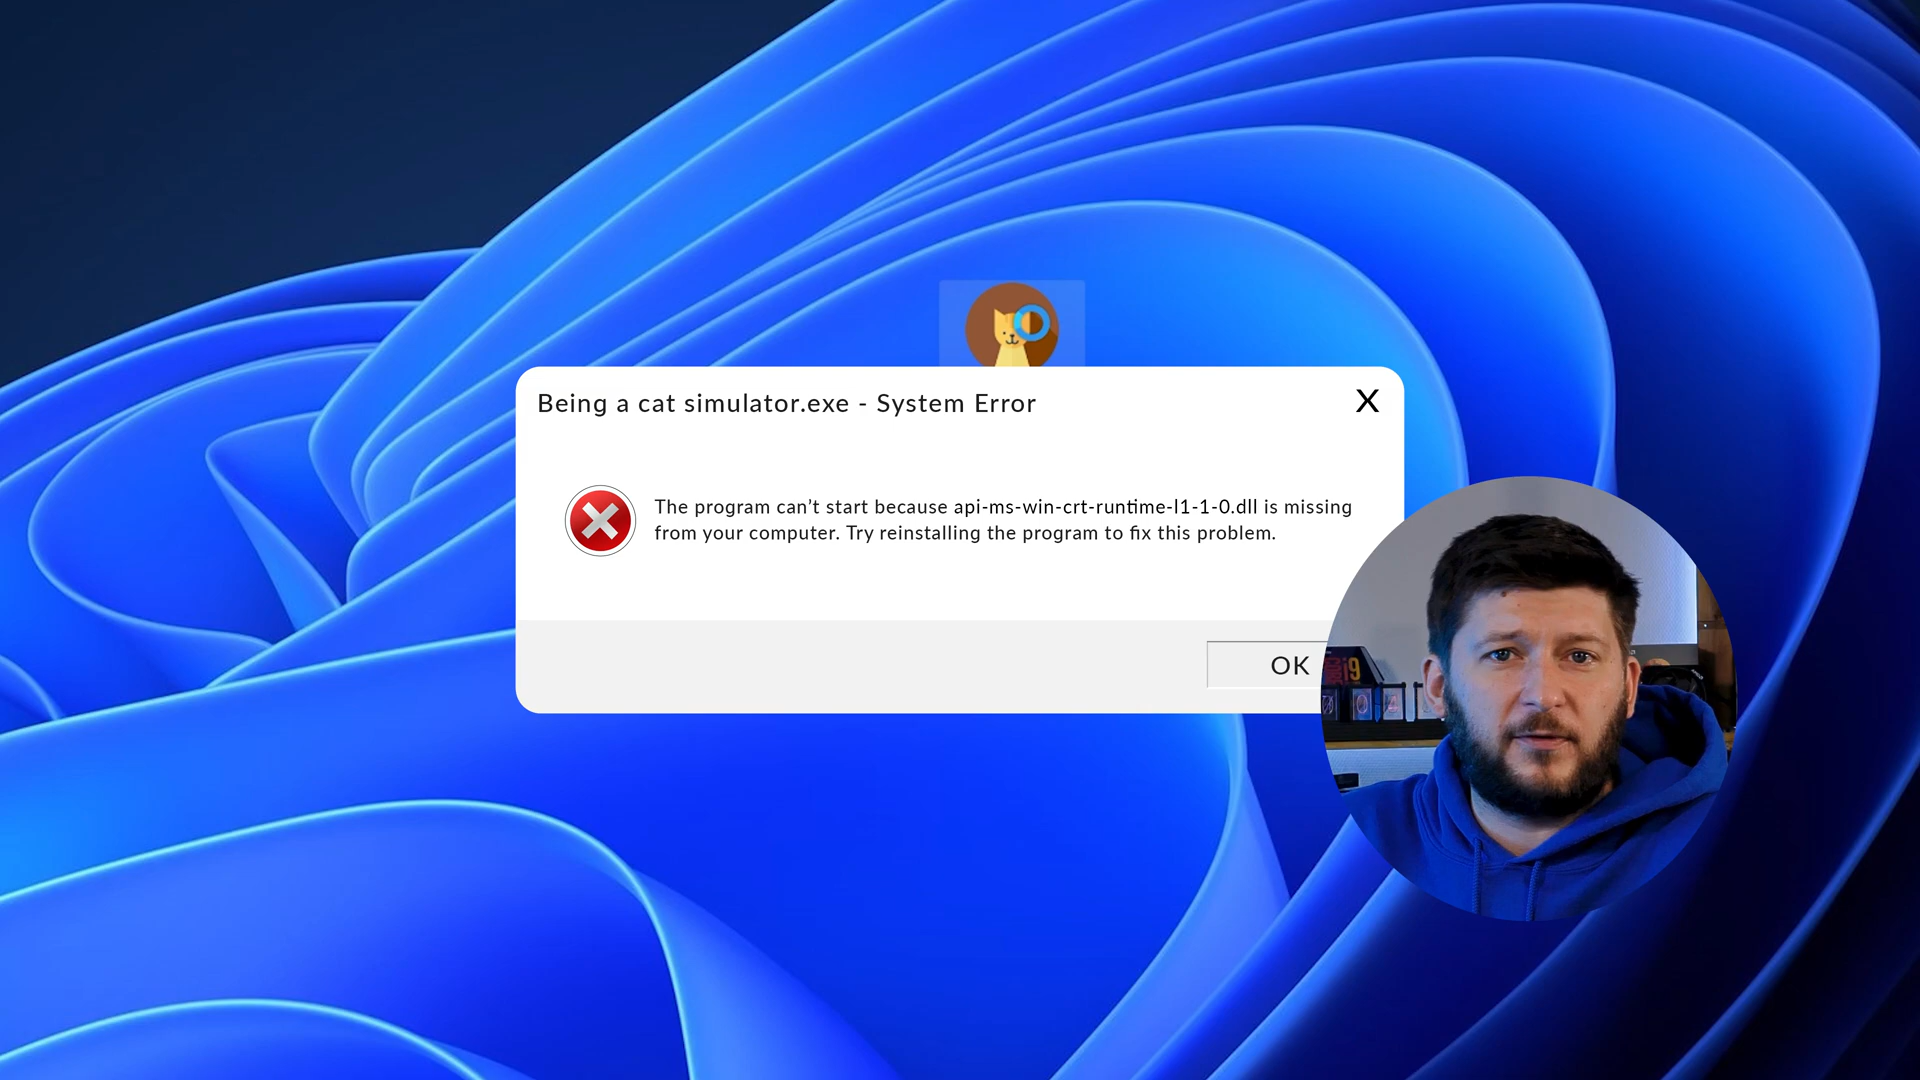 Being a cat simulator.exe - System Error
X
The program can’t start because api-ms-win-crt-runtime-l1-1-0.dll is missing
from your computer. Try reinstalling the program to fix this problem.
OK
i9